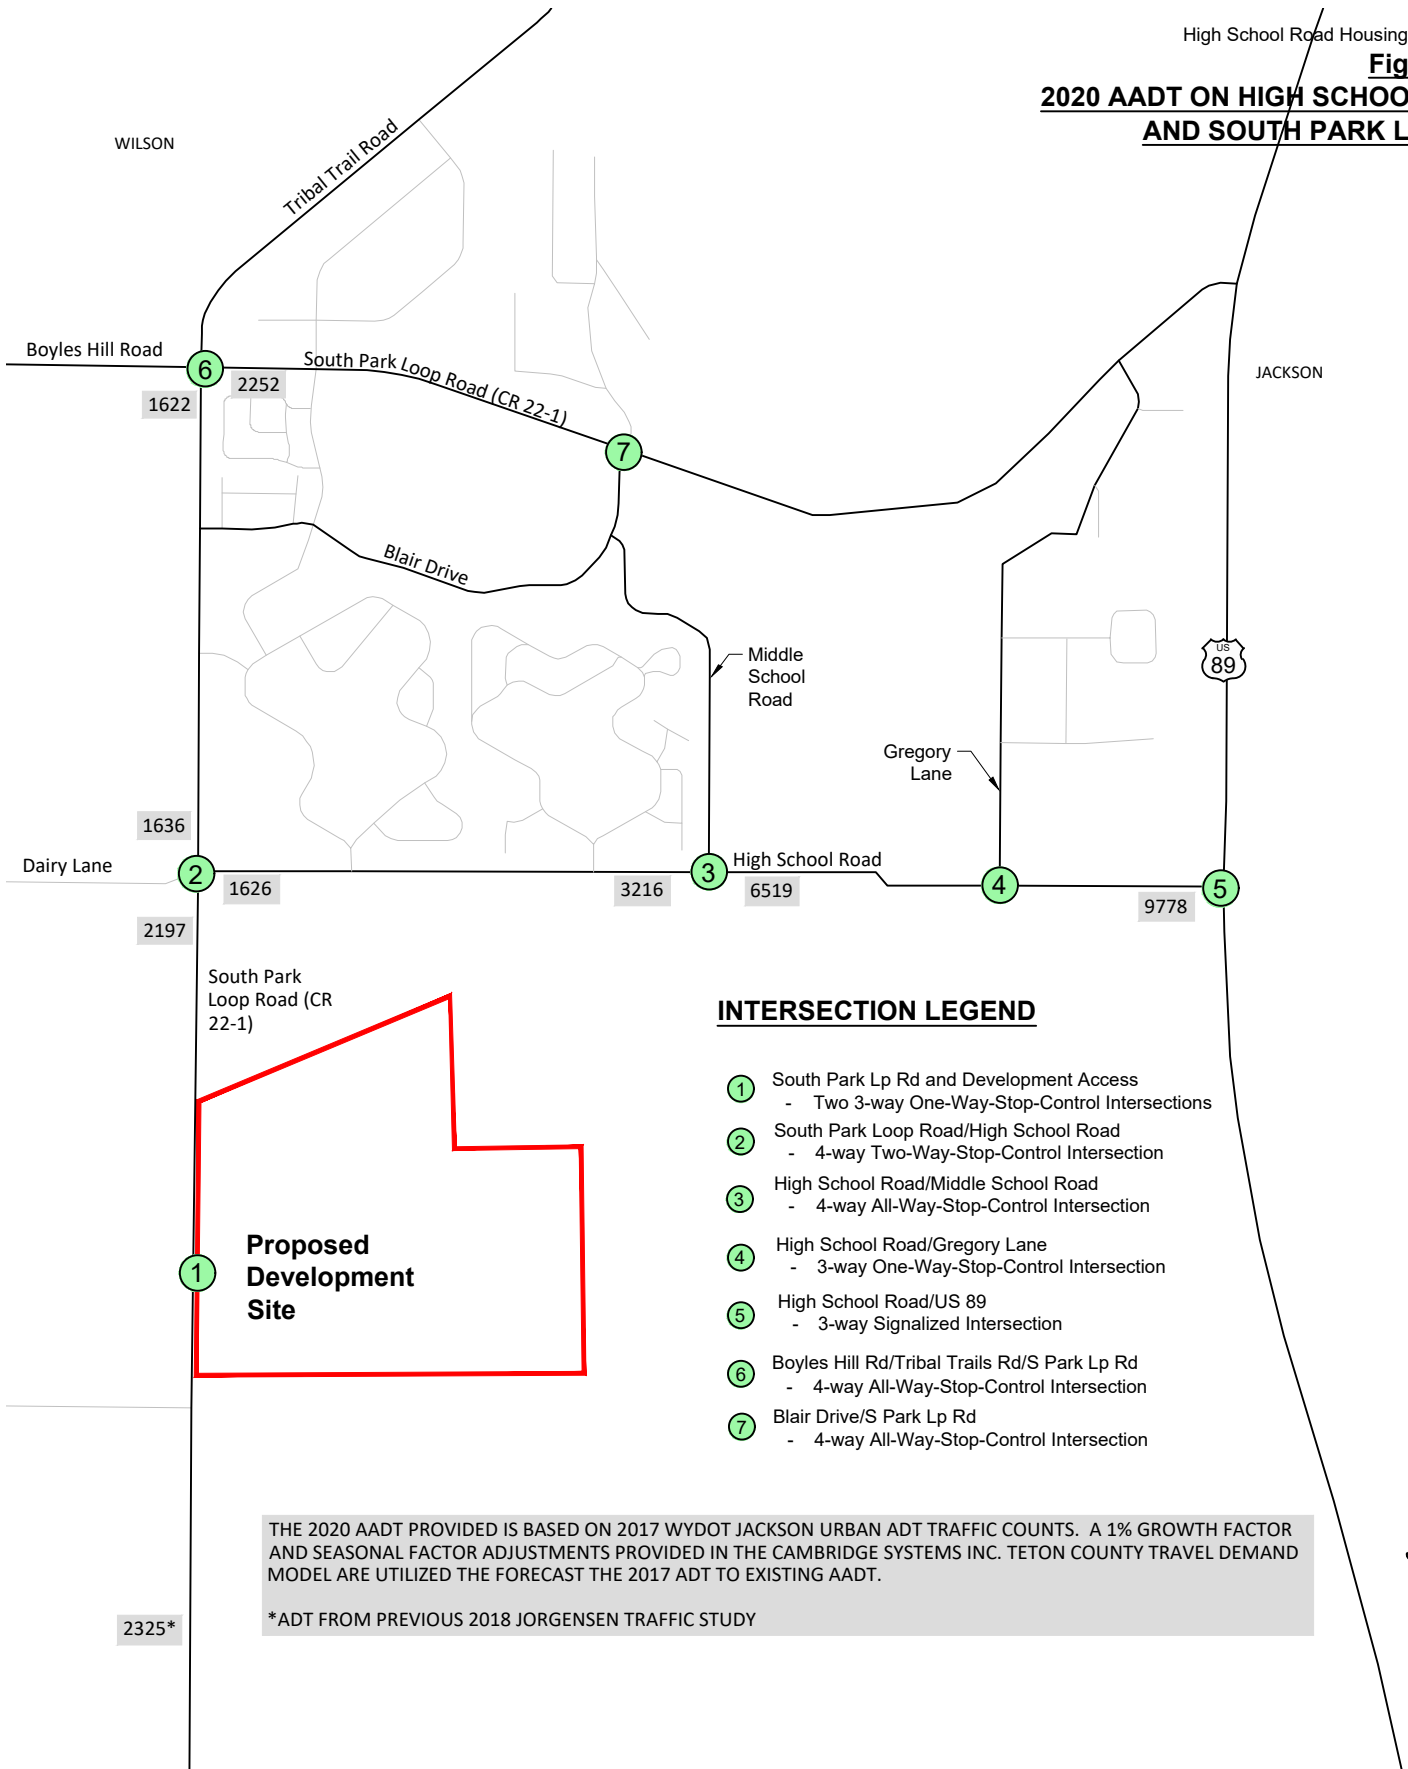 High School Road Housing
Fig
2020 AADT ON HIGH SCHOO
AND SOUTH PARK L
WILSON
Tribal Trail Road
Boyles Hill Road
6
2252
1622
South Park Loop Road (CR 22-1)
7
JACKSON
Blair Drive
US
89
Middle
School
Road
Gregory
Lane
1636
Dairy Lane
2
1626
3216
3
High School Road
6519
4
9778
5
2197
South Park
Loop Road (CR
22-1)
INTERSECTION LEGEND
1 South Park Lp Rd and Development Access
- Two 3-way One-Way-Stop-Control Intersections
2 South Park Loop Road/High School Road
- 4-way Two-Way-Stop-Control Intersection
3 High School Road/Middle School Road
- 4-way All-Way-Stop-Control Intersection
4 High School Road/Gregory Lane
- 3-way One-Way-Stop-Control Intersection
5 High School Road/US 89
- 3-way Signalized Intersection
6 Boyles Hill Rd/Tribal Trails Rd/S Park Lp Rd
- 4-way All-Way-Stop-Control Intersection
7 Blair Drive/S Park Lp Rd
- 4-way All-Way-Stop-Control Intersection
1
Proposed
Development
Site
THE 2020 AADT PROVIDED IS BASED ON 2017 WYDOT JACKSON URBAN ADT TRAFFIC COUNTS. A 1% GROWTH FACTOR
AND SEASONAL FACTOR ADJUSTMENTS PROVIDED IN THE CAMBRIDGE SYSTEMS INC. TETON COUNTY TRAVEL DEMAND
MODEL ARE UTILIZED THE FORECAST THE 2017 ADT TO EXISTING AADT.
*ADT FROM PREVIOUS 2018 JORGENSEN TRAFFIC STUDY
2325*